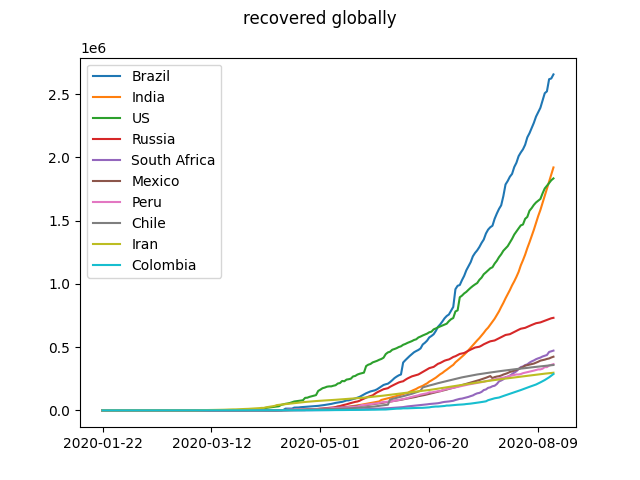 recovered globally
1e6
2.5
2.0
1.5
1.0
0.5
0.0
Brazil
India
US
Russia
South Africa
Mexico
Peru
Chile
Iran
Colombia
2020-01-22 2020-03-12 2020-05-01 2020-06-20 2020-08-09